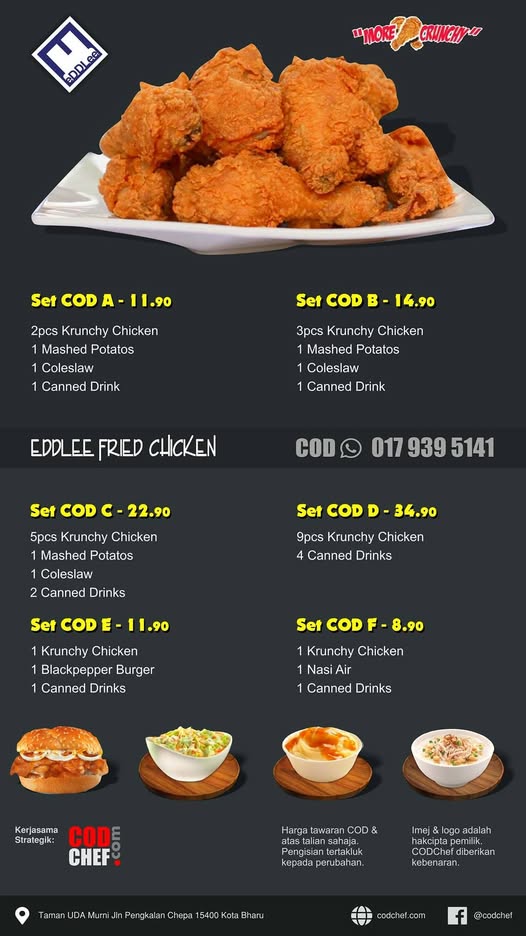 EDDLee
"MORE CRUNCHY"
Set COD A - 11.90
2pcs Krunchy Chicken
1 Mashed Potatos
1 Coleslaw
1 Canned Drink
Set COD B - 14.90
3pcs Krunchy Chicken
1 Mashed Potatos
1 Coleslaw
1 Canned Drink
EDDLEE FRIED CHICKEN
COD 017 939 5141
Set COD C - 22.90
5pcs Krunchy Chicken
1 Mashed Potatos
1 Coleslaw
2 Canned Drinks
Set COD D - 34.90
9pcs Krunchy Chicken
4 Canned Drinks
Set COD E - 11.90
1 Krunchy Chicken
1 Blackpepper Burger
1 Canned Drinks
Set COD F - 8.90
1 Krunchy Chicken
1 Nasi Air
1 Canned Drinks
Kerjasama
Strategik:
COD
CHEF.com
Harga tawaran COD &
atas talian sahaja.
Pengisian tertakluk
kepada perubahan.
Imej & logo adalah
hakcipta pemilik.
CODChef diberikan
kebenaran.
Taman UDA Murni Jln Pengkalan Chepa 15400 Kota Bharu
codchef.com
@codchef